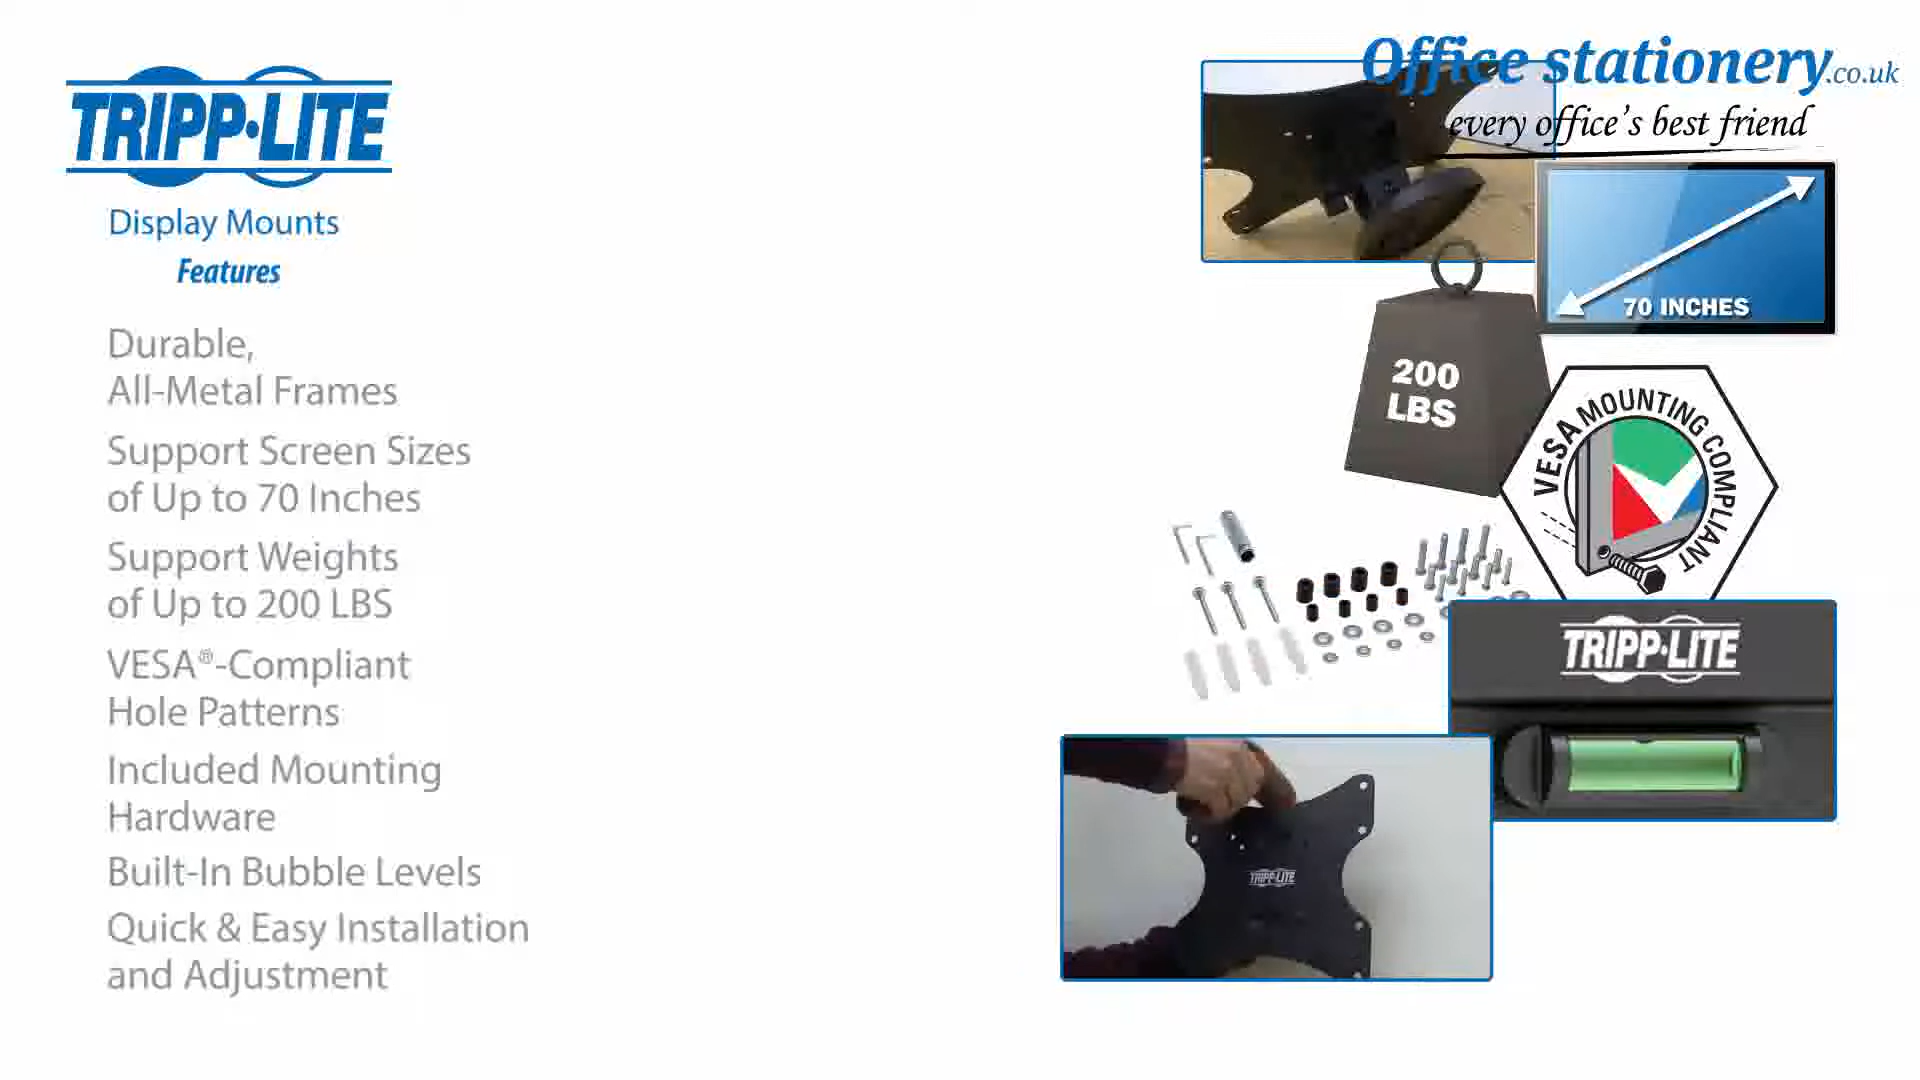 TRIPP·LITE
Display Mounts
Features
Durable,
All-Metal Frames
Support Screen Sizes
of Up to 70 Inches
Support Weights
of Up to 200 LBS
VESA®-Compliant
Hole Patterns
Included Mounting
Hardware
Built-In Bubble Levels
Quick & Easy Installation
and Adjustment
Office stationery.co.uk
every office's best friend
70 INCHES
200
LBS
VESA MOUNTING COMPLIANT
TRIPP·LITE
TRIPP·LITE